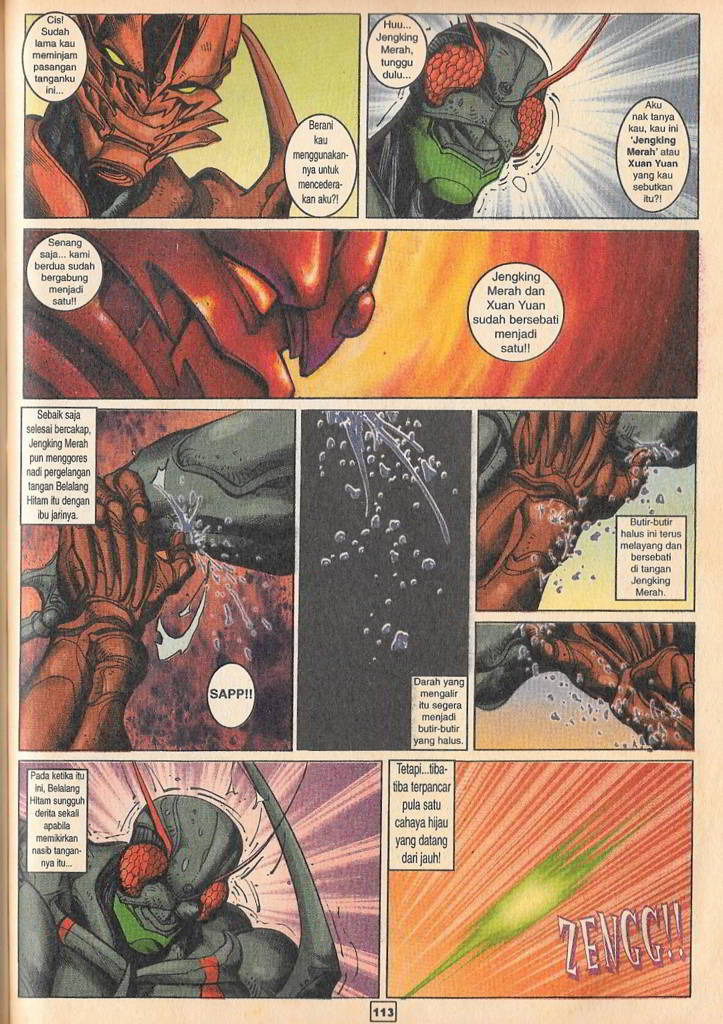 Cis!
Sudah
lama kau
meminjam
pasangan
tanganku
ini...
Berani
kau
menggunakan-
nya untuk
mencedera-
kan aku?!
Huu...
Jengking
Merah,
tunggu
dulu...
Aku
nak tanya
kau, kau ini
'Jengking
Merah' atau
Xuan Yuan
yang kau
sebutkan
itu?!
Senang
saja... kami
berdua sudah
bergabung
menjadi
satu!!
Jengking
Merah dan
Xuan Yuan
sudah bersebati
menjadi
satu!!
Sebaik saja
selesai bercakap,
Jengking Merah
pun menggores
nadi pergelangan
tangan Belalang
Hitam itu dengan
ibu jarinya.
SAPP!!
Darah yang
mengalir
itu segera
menjadi
butir-butir
yang halus.
Butir-butir
halus ini terus
melayang dan
bersebati
di tangan
Jengking
Merah.
Pada ketika itu
ini, Belalang
Hitam sungguh
derita sekali
apabila
memikirkan
nasib tangan-
nya itu...
Tetapi...tiba-
tiba terpancar
pula satu
cahaya hijau
yang datang
dari jauh!
ZENGG!!
113